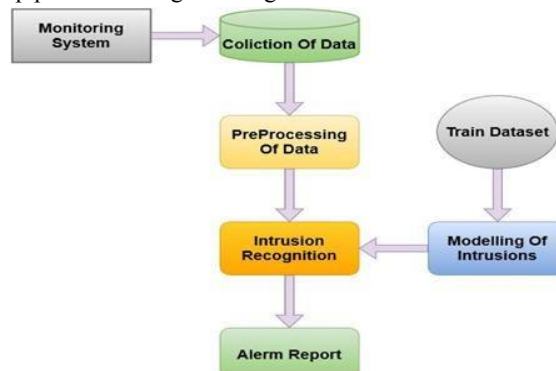 Monitoring
System
Coliction Of Data
PreProcessing
Of Data
Train Dataset
Intrusion
Recognition
Modelling Of
Intrusions
Alerm Report